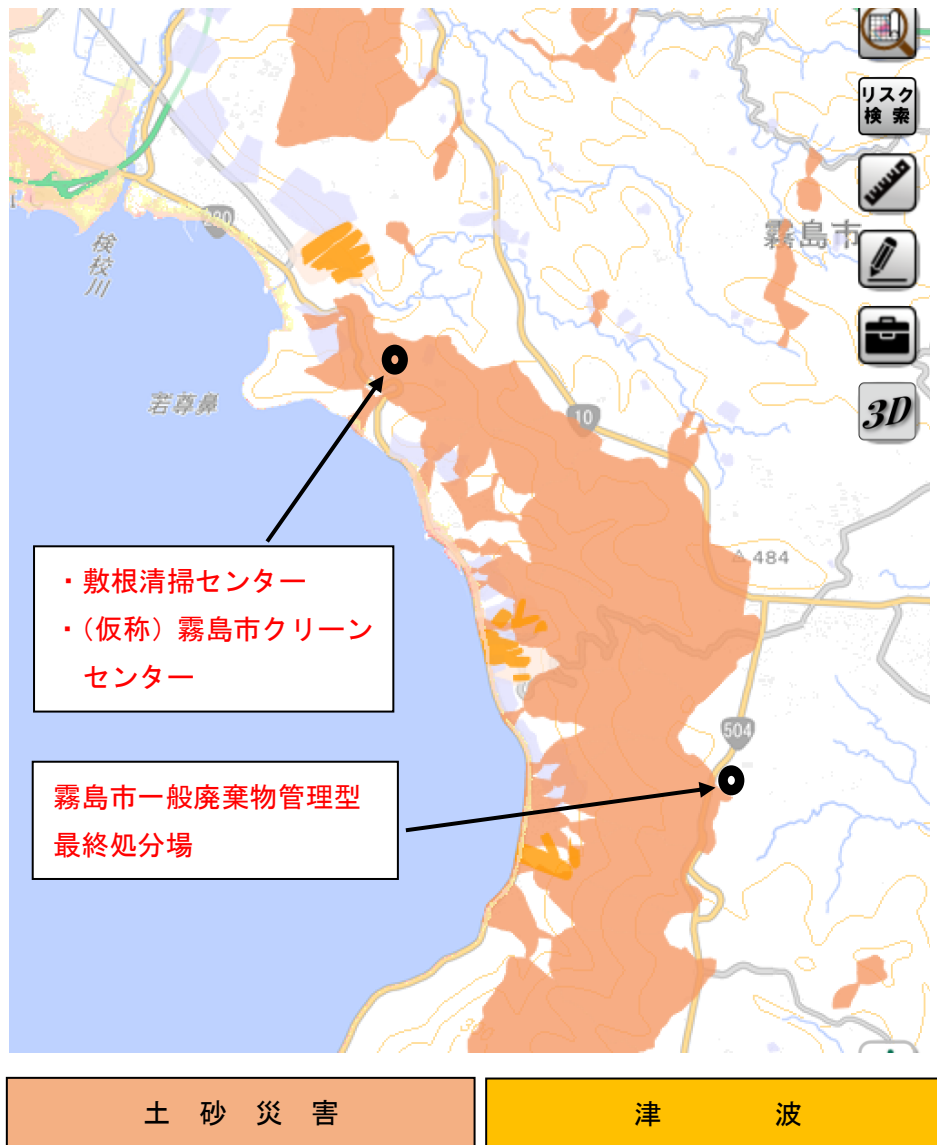 リスク
検 索
霧島市
220
検校川
若尊鼻
10
3D
484
・敷根清掃センター
・(仮称)霧島市クリーン
センター
504
霧島市一般廃棄物管理型
最終処分場
土 砂 災 害
津 波